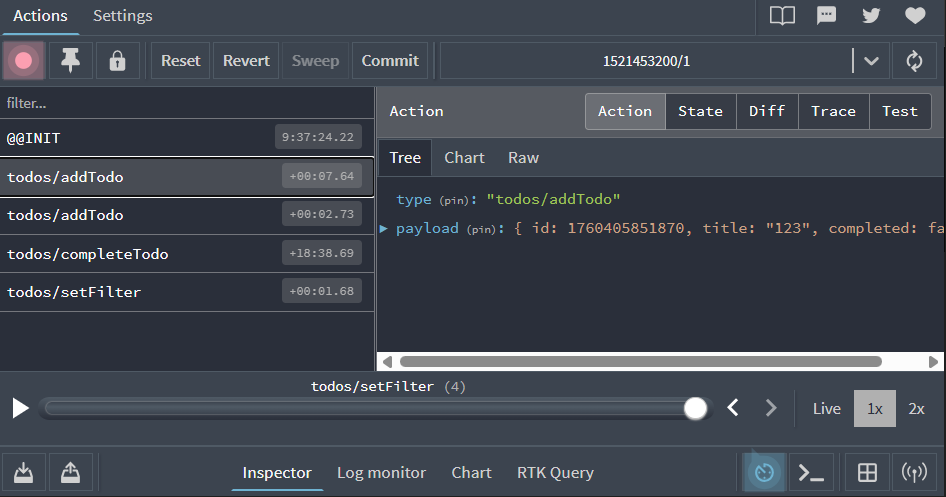 Actions Settings
Reset Revert Sweep Commit 1521453200/1
filter... Action Action State Diff Trace Test
@@INIT 9:37:24.22
Tree Chart Raw
todos/addTodo +00:07.64
type (pin): "todos/addTodo"
todos/addTodo +00:02.73
▶ payload (pin): { id: 1760405851870, title: "123", completed: fa
todos/completeTodo +18:38.69
todos/setFilter +00:01.68
todos/setFilter (4)
Live 1x 2x
Inspector Log monitor Chart RTK Query